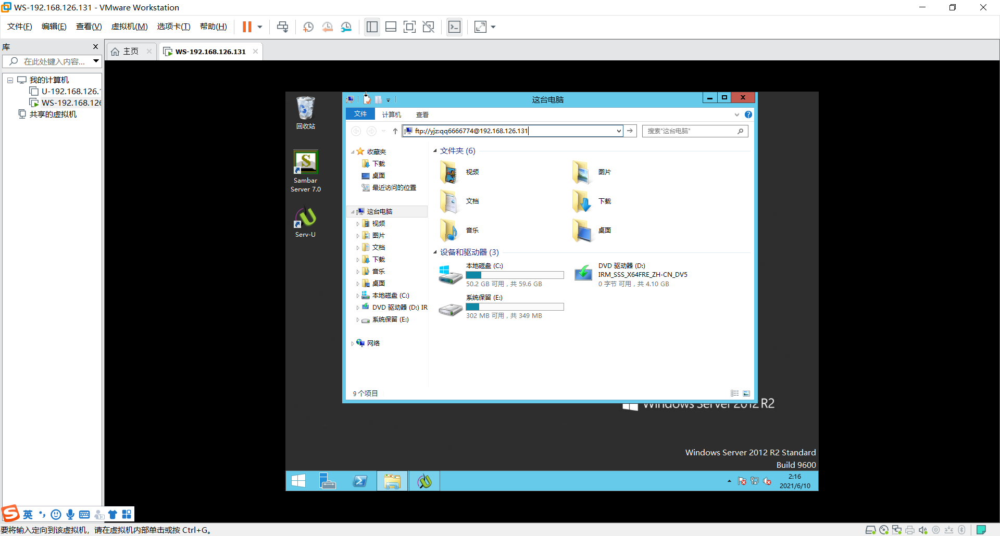 WS-192.168.126.131 - VMware Workstation
文件(F) 编辑(E) 查看(V) 虚拟机(M) 选项卡(T) 帮助(H)
库
主页
WS-192.168.126.131
在此处键入内容...
我的计算机
U-192.168.126.1
WS-192.168.126
共享的虚拟机
回收站
Sambar
Server 7.0
Serv-U
这台电脑
文件 计算机 查看
ftp://yjz:qq6666774@192.168.126.131
搜索"这台电脑"
收藏夹
下载
桌面
最近访问的位置
这台电脑
视频
图片
文档
下载
音乐
桌面
本地磁盘 (C:)
DVD 驱动器 (D:) IR
系统保留 (E:)
网络
文件夹 (6)
视频
图片
文档
下载
音乐
桌面
设备和驱动器 (3)
本地磁盘 (C:)
50.2 GB 可用，共 59.6 GB
DVD 驱动器 (D:)
IRM_SSS_X64FRE_ZH-CN_DV5
0 字节 可用，共 4.10 GB
系统保留 (E:)
302 MB 可用，共 349 MB
9 个项目
Windows Server 2012 R2
Windows Server 2012 R2 Standard
Build 9600
2:16
2021/6/10
英
要将输入定向到该虚拟机，请在虚拟机内部单击或按 Ctrl+G。